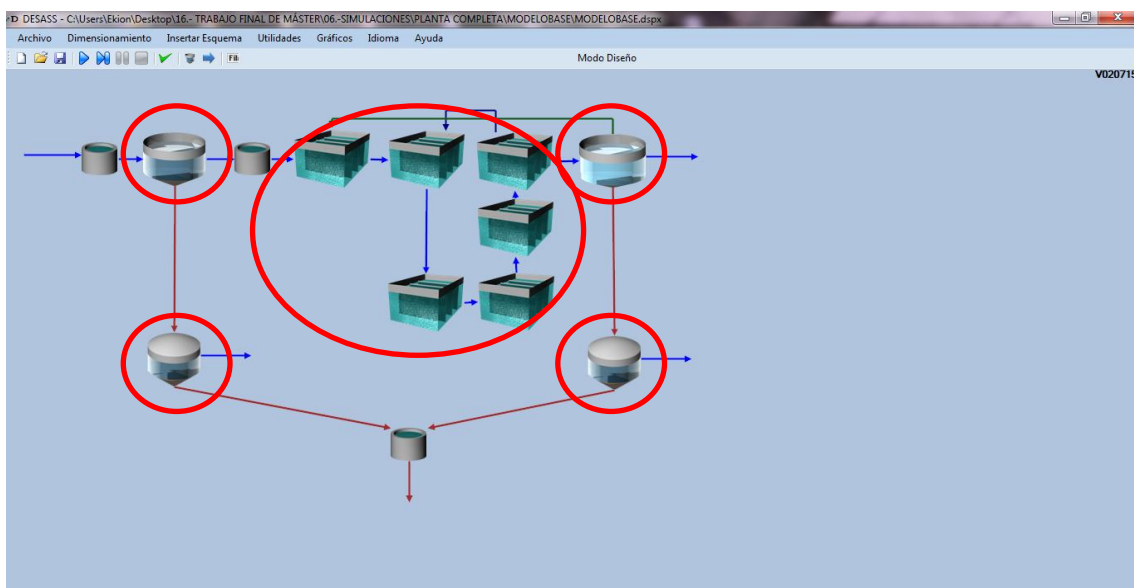 DESASS - C:\Users\Ekion\Desktop\16.- TRABAJO FINAL DE MÁSTER\06.-SIMULACIONES\PLANTA COMPLETA\MODELOBASE\MODELOBASE.dspx
Archivo Dimensionamiento Insertar Esquema Utilidades Gráficos Idioma Ayuda
Modo Diseño
V020715